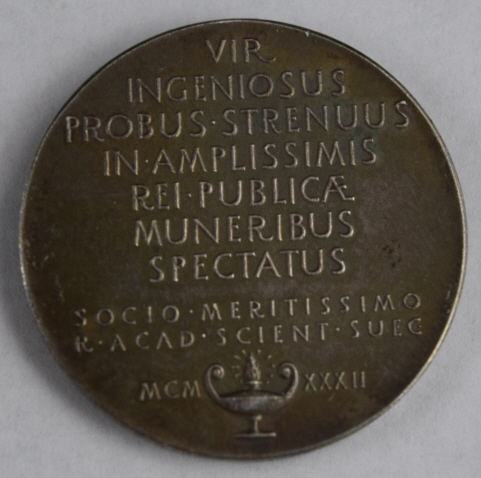 VIR
INGENIOSUS
PROBUS·STRENUUS
IN·AMPLISSIMIS
REI·PUBLICÆ
MUNERIBUS
SPECTATUS
SOCIO·MERITISSIMO
R·ACAD·SCIENT·SUEC
MCM XXXII